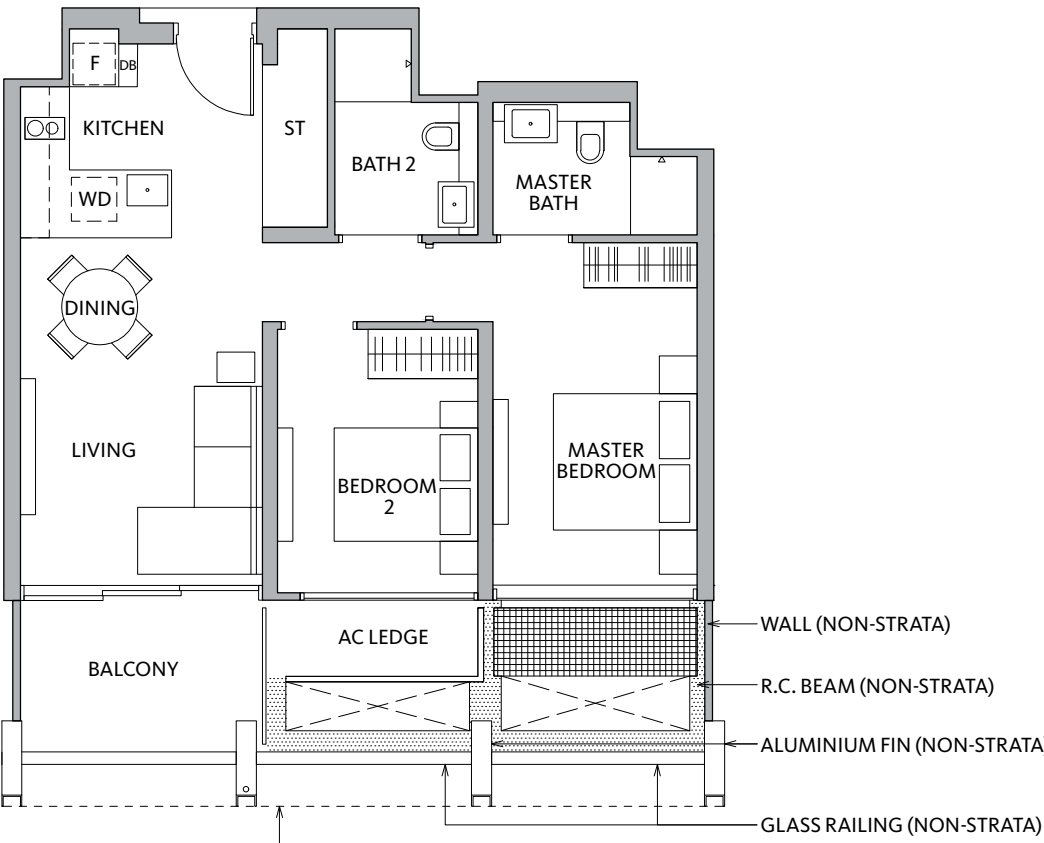 F
DB
KITCHEN
ST
BATH 2
WD
MASTER
BATH
DINING
LIVING
BEDROOM
2
MASTER
BEDROOM
AC LEDGE
BALCONY
WALL (NON-STRATA)
R.C. BEAM (NON-STRATA)
ALUMINIUM FIN (NON-STRATA)
GLASS RAILING (NON-STRATA)